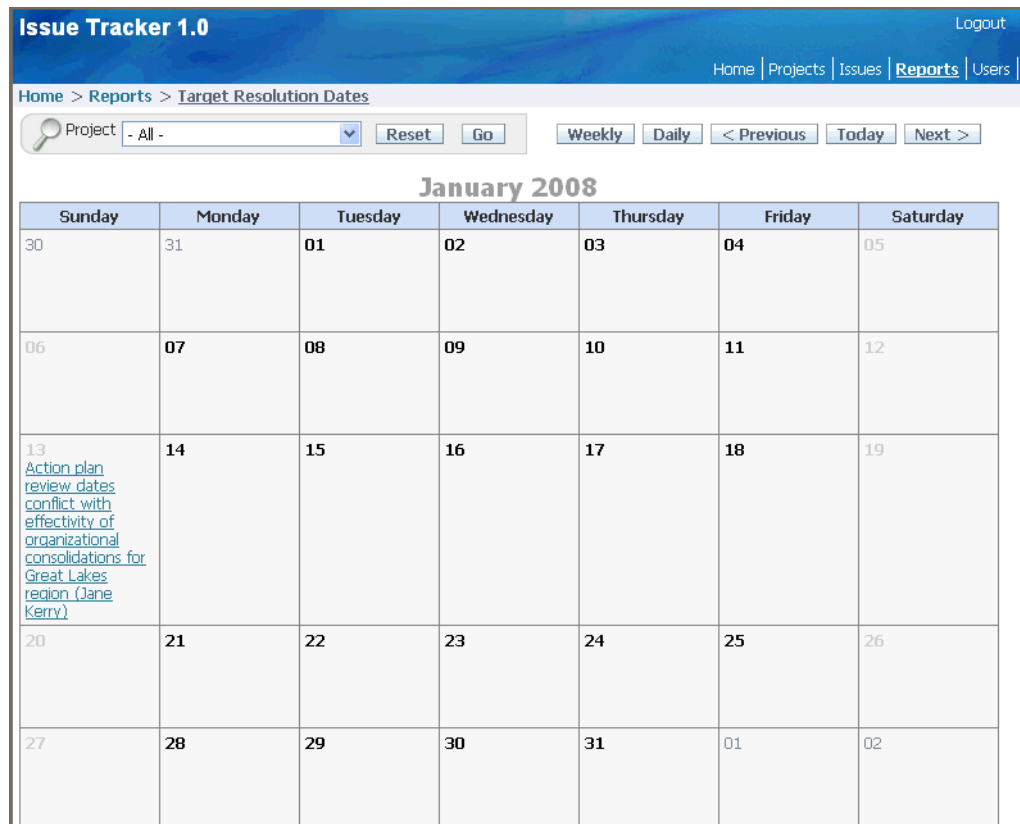 Issue Tracker 1.0
Logout
Home | Projects | Issues | Reports | Users |
Home > Reports > Target Resolution Dates
Project - All - Reset Go Weekly Daily < Previous Today Next >
January 2008
Sunday Monday Tuesday Wednesday Thursday Friday Saturday
30 31 01 02 03 04 05
06 07 08 09 10 11 12
13 14 15 16 17 18 19
Action plan
review dates
conflict with
effectivity of
organizational
consolidations for
Great Lakes
region (Jane
Kerry)
20 21 22 23 24 25 26
27 28 29 30 31 01 02